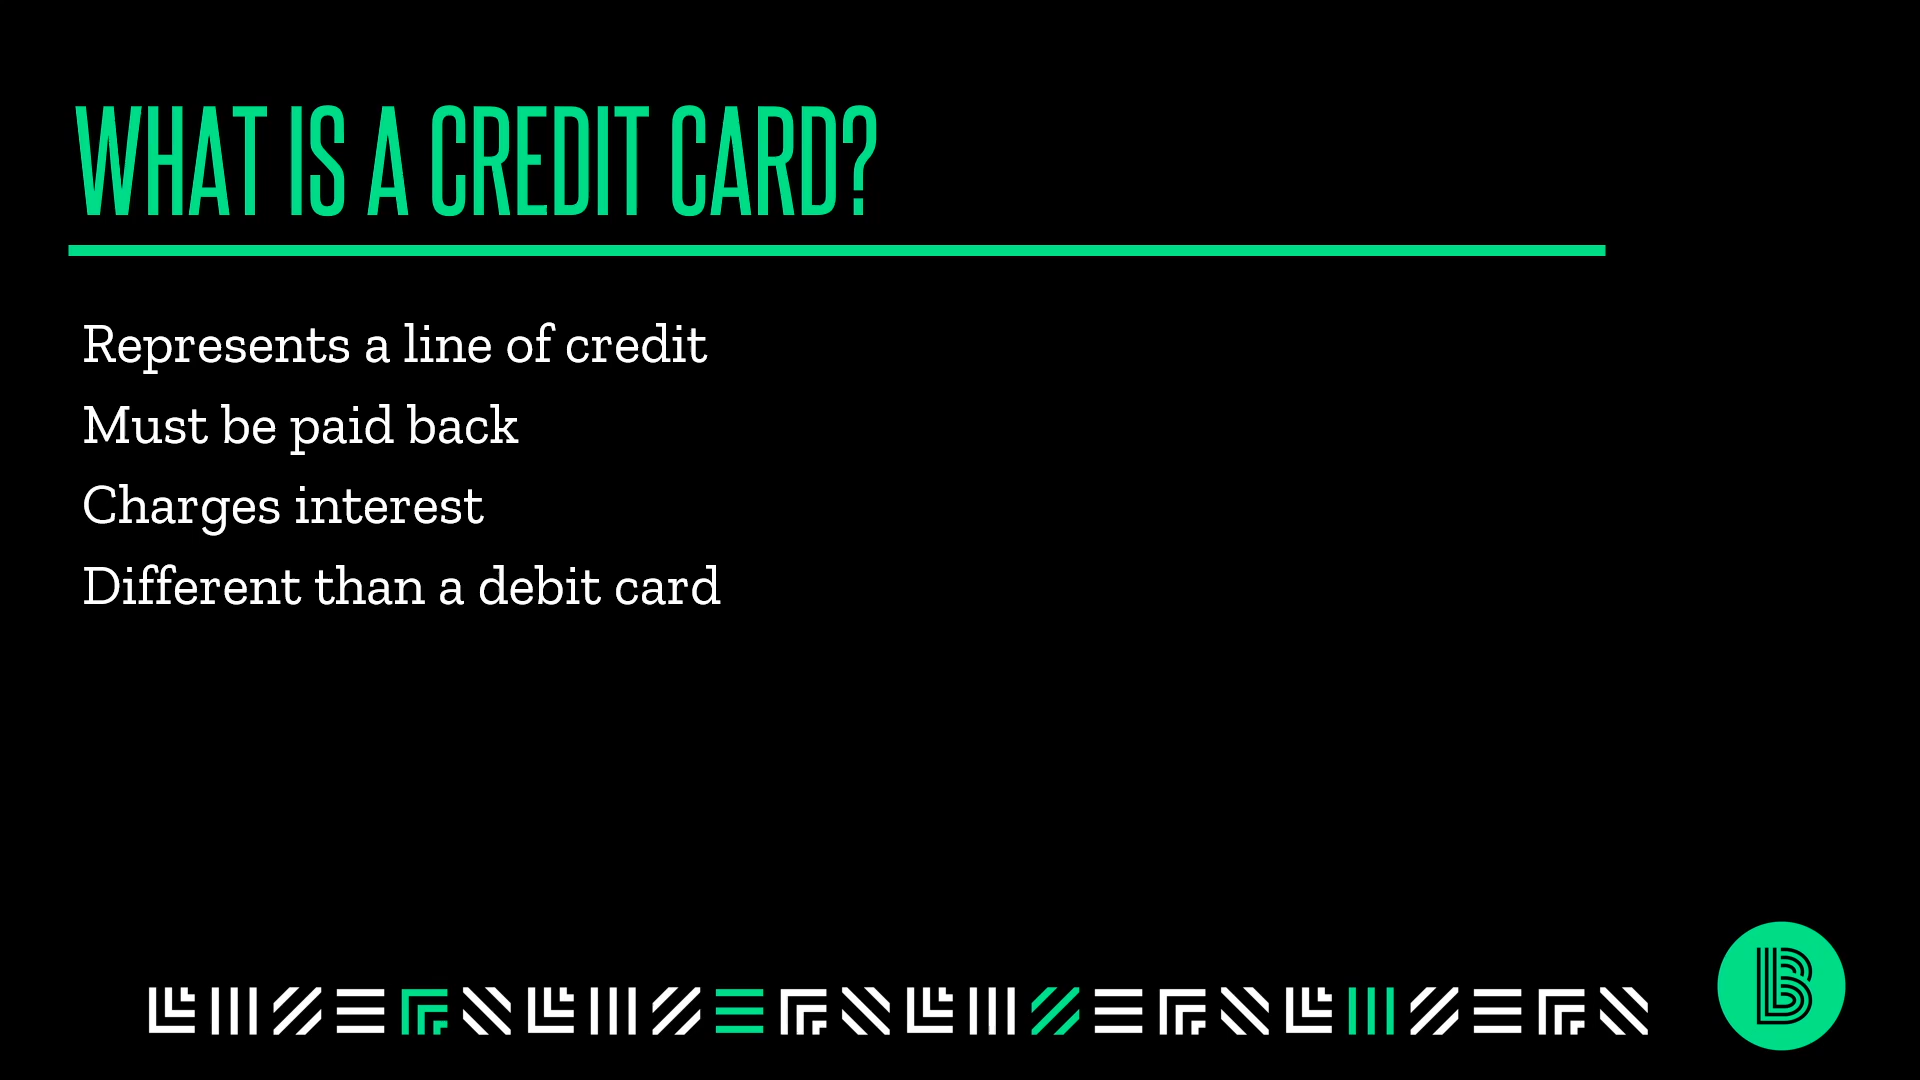 WHAT IS A CREDIT CARD?
Represents a line of credit
Must be paid back
Charges interest
Different than a debit card
B